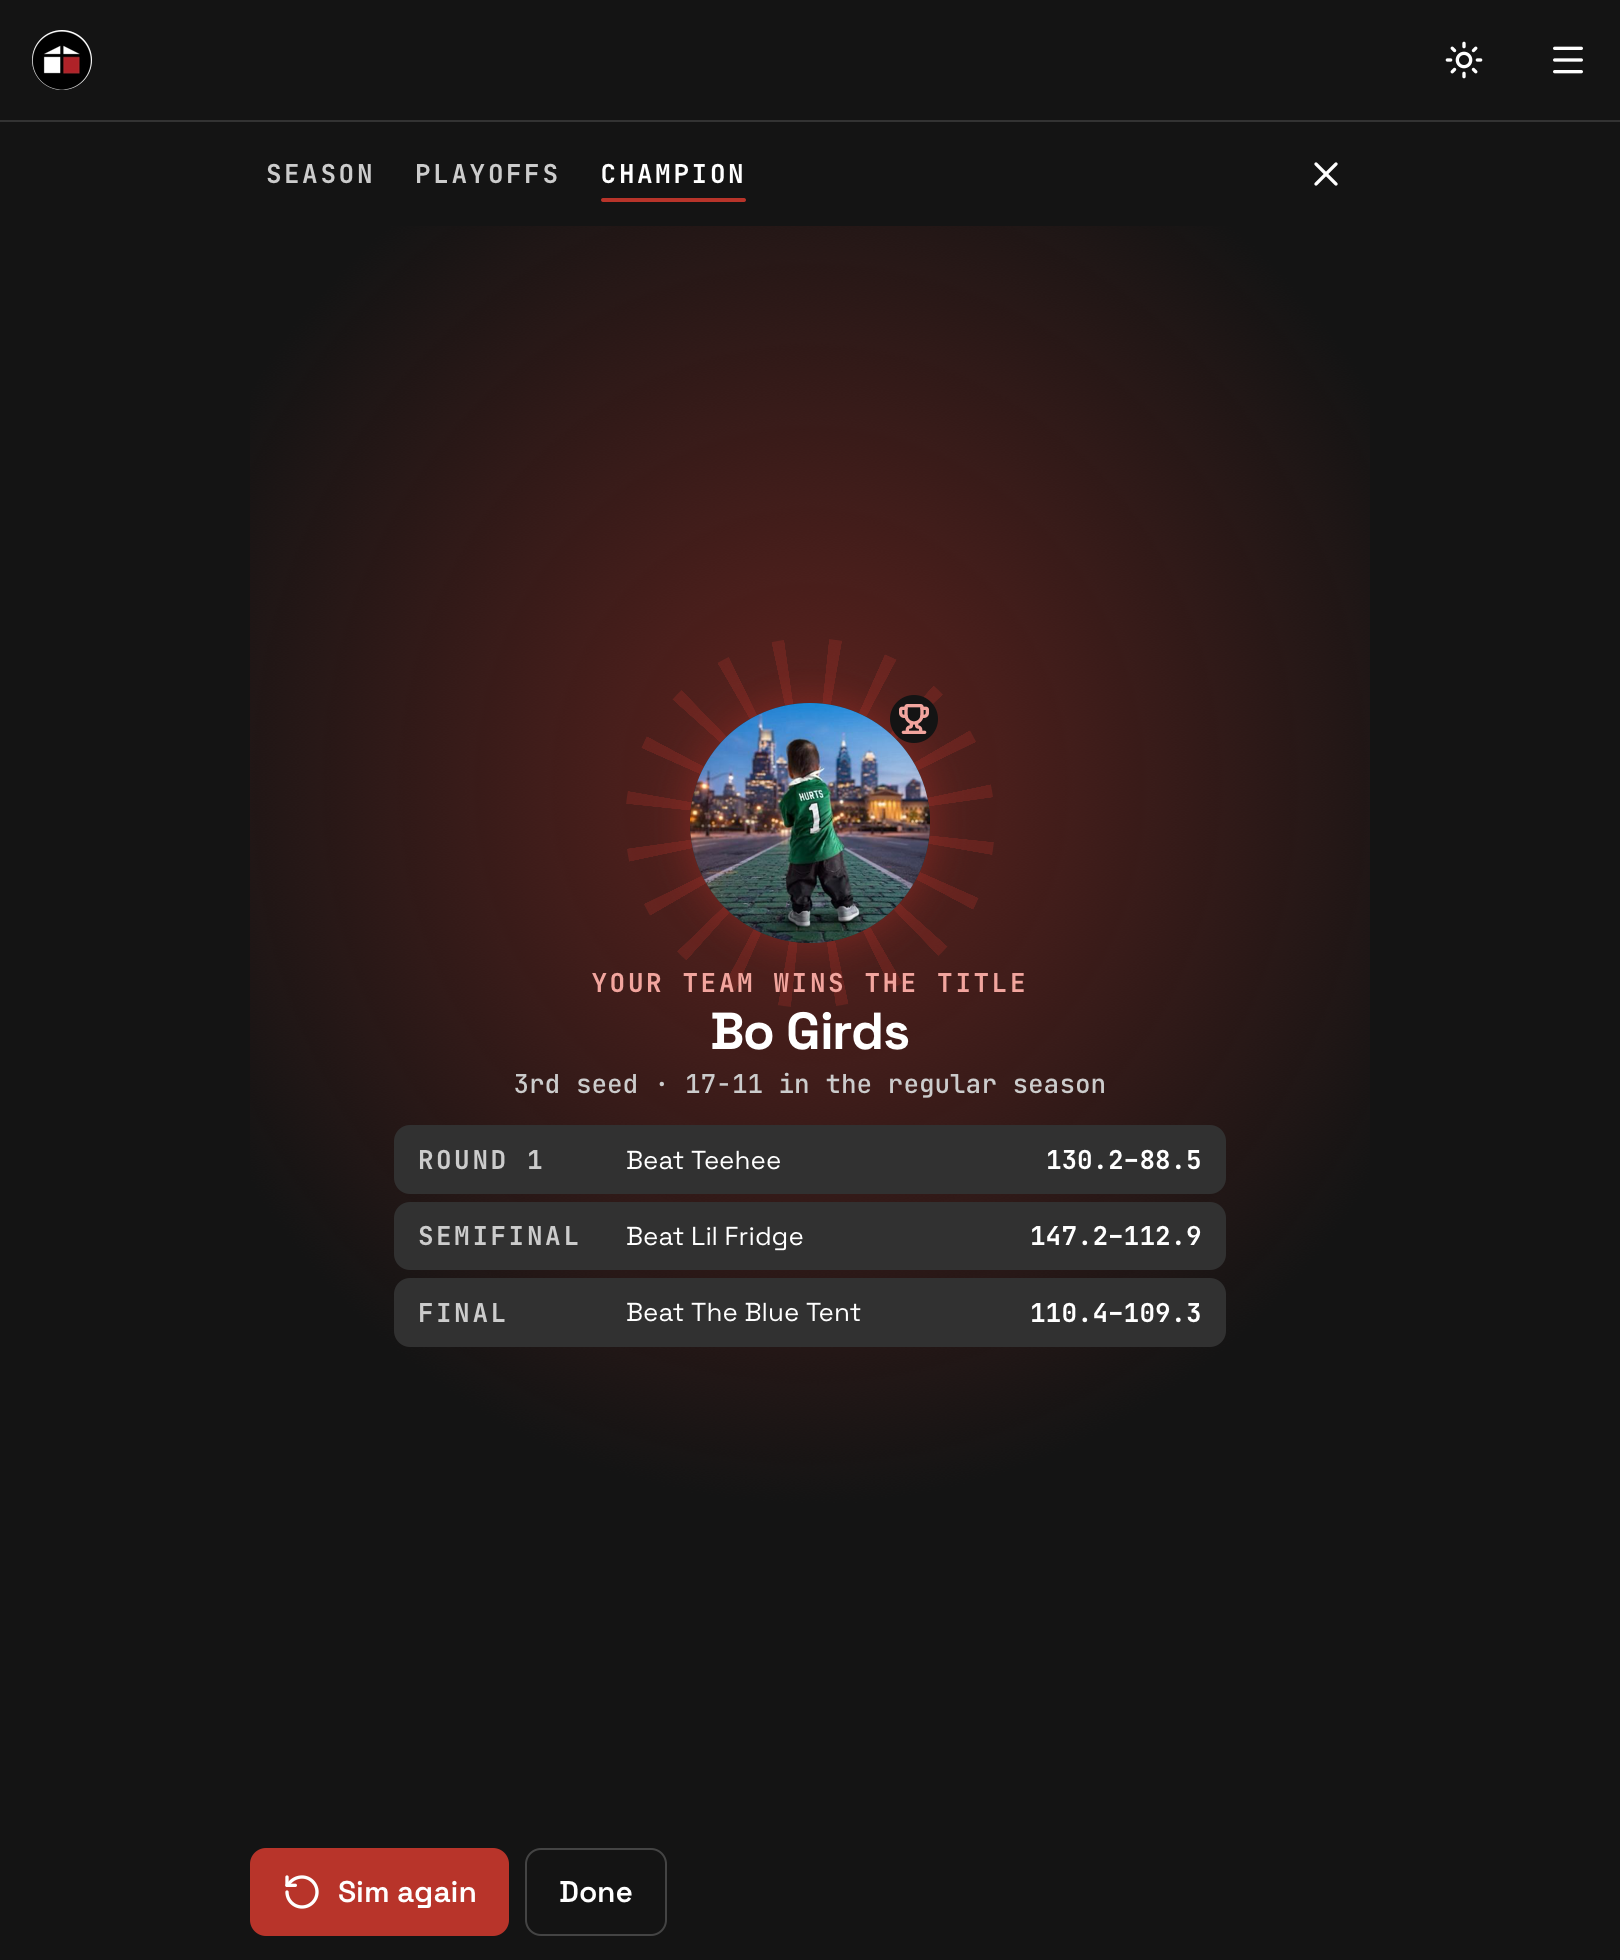 SEASON PLAYOFFS CHAMPION
HURTS
1
YOUR TEAM WINS THE TITLE
Bo Girds
3rd seed · 17-11 in the regular season
ROUND 1 Beat Teehee 130.2–88.5
SEMIFINAL Beat Lil Fridge 147.2–112.9
FINAL Beat The Blue Tent 110.4–109.3
Sim again Done